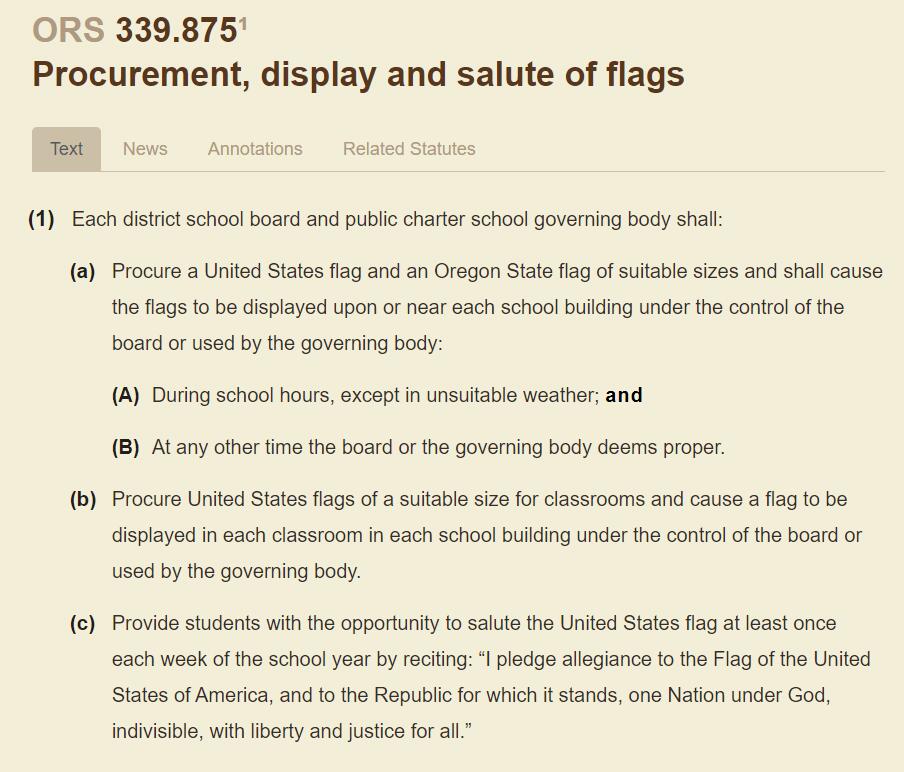 ORS 339.875¹
Procurement, display and salute of flags
Text News Annotations Related Statutes
(1) Each district school board and public charter school governing body shall:
(a) Procure a United States flag and an Oregon State flag of suitable sizes and shall cause
the flags to be displayed upon or near each school building under the control of the
board or used by the governing body:
(A) During school hours, except in unsuitable weather; and
(B) At any other time the board or the governing body deems proper.
(b) Procure United States flags of a suitable size for classrooms and cause a flag to be
displayed in each classroom in each school building under the control of the board or
used by the governing body.
(c) Provide students with the opportunity to salute the United States flag at least once
each week of the school year by reciting: “I pledge allegiance to the Flag of the United
States of America, and to the Republic for which it stands, one Nation under God,
indivisible, with liberty and justice for all.”